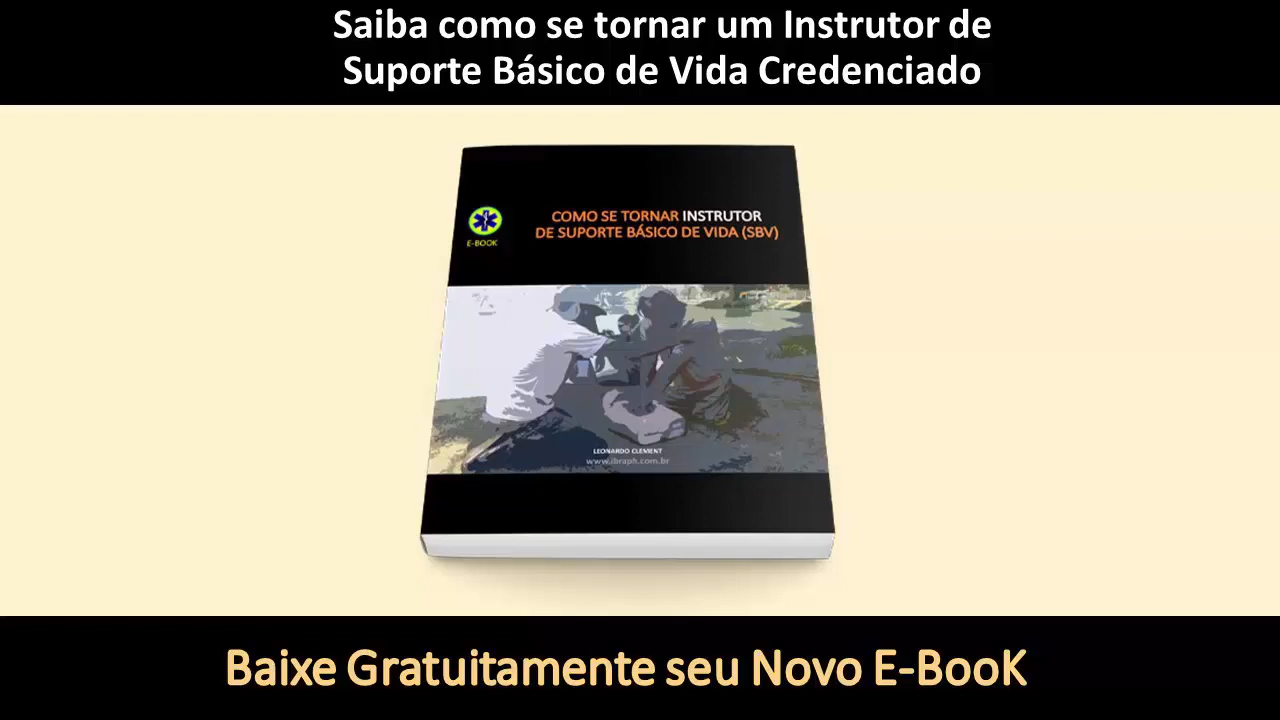 Saiba como se tornar um Instrutor de
Suporte Básico de Vida Credenciado
COMO SE TORNAR INSTRUTOR
DE SUPORTE BÁSICO DE VIDA (SBV)
E-BOOK
LEONARDO CLEMENT
www.ibraph.com.br
Baixe Gratuitamente seu Novo E-BooK